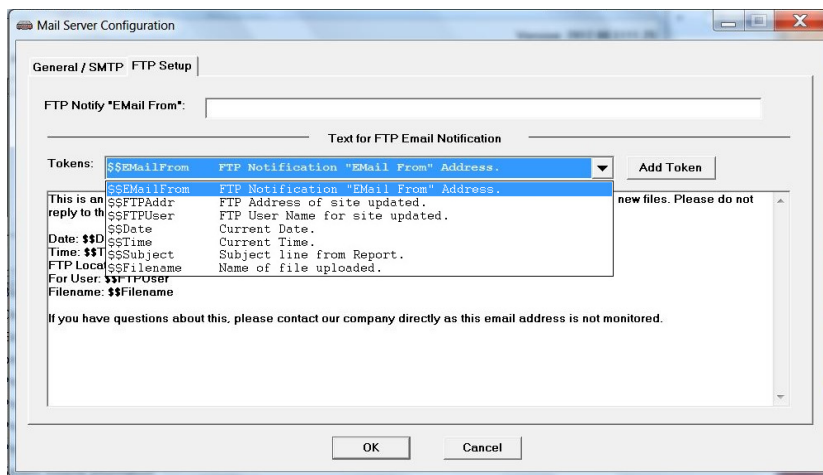 Mail Server Configuration
General / SMTP FTP Setup
FTP Notify "EMail From":
Text for FTP Email Notification
Tokens: $$EMailFrom FTP Notification "EMail From" Address. Add Token
$$EMailFrom FTP Notification "EMail From" Address.
$$FTPAddr FTP Address of site updated.
$$FTPUser FTP User Name for site updated.
$$Date Current Date.
$$Time Current Time.
$$Subject Subject line from Report.
$$Filename Name of file uploaded.
This is an new files. Please do not
reply to th
Date: $$D
Time: $$T
FTP Locat
For User: $$FTPUser
Filename: $$Filename
If you have questions about this, please contact our company directly as this email address is not monitored.
OK Cancel